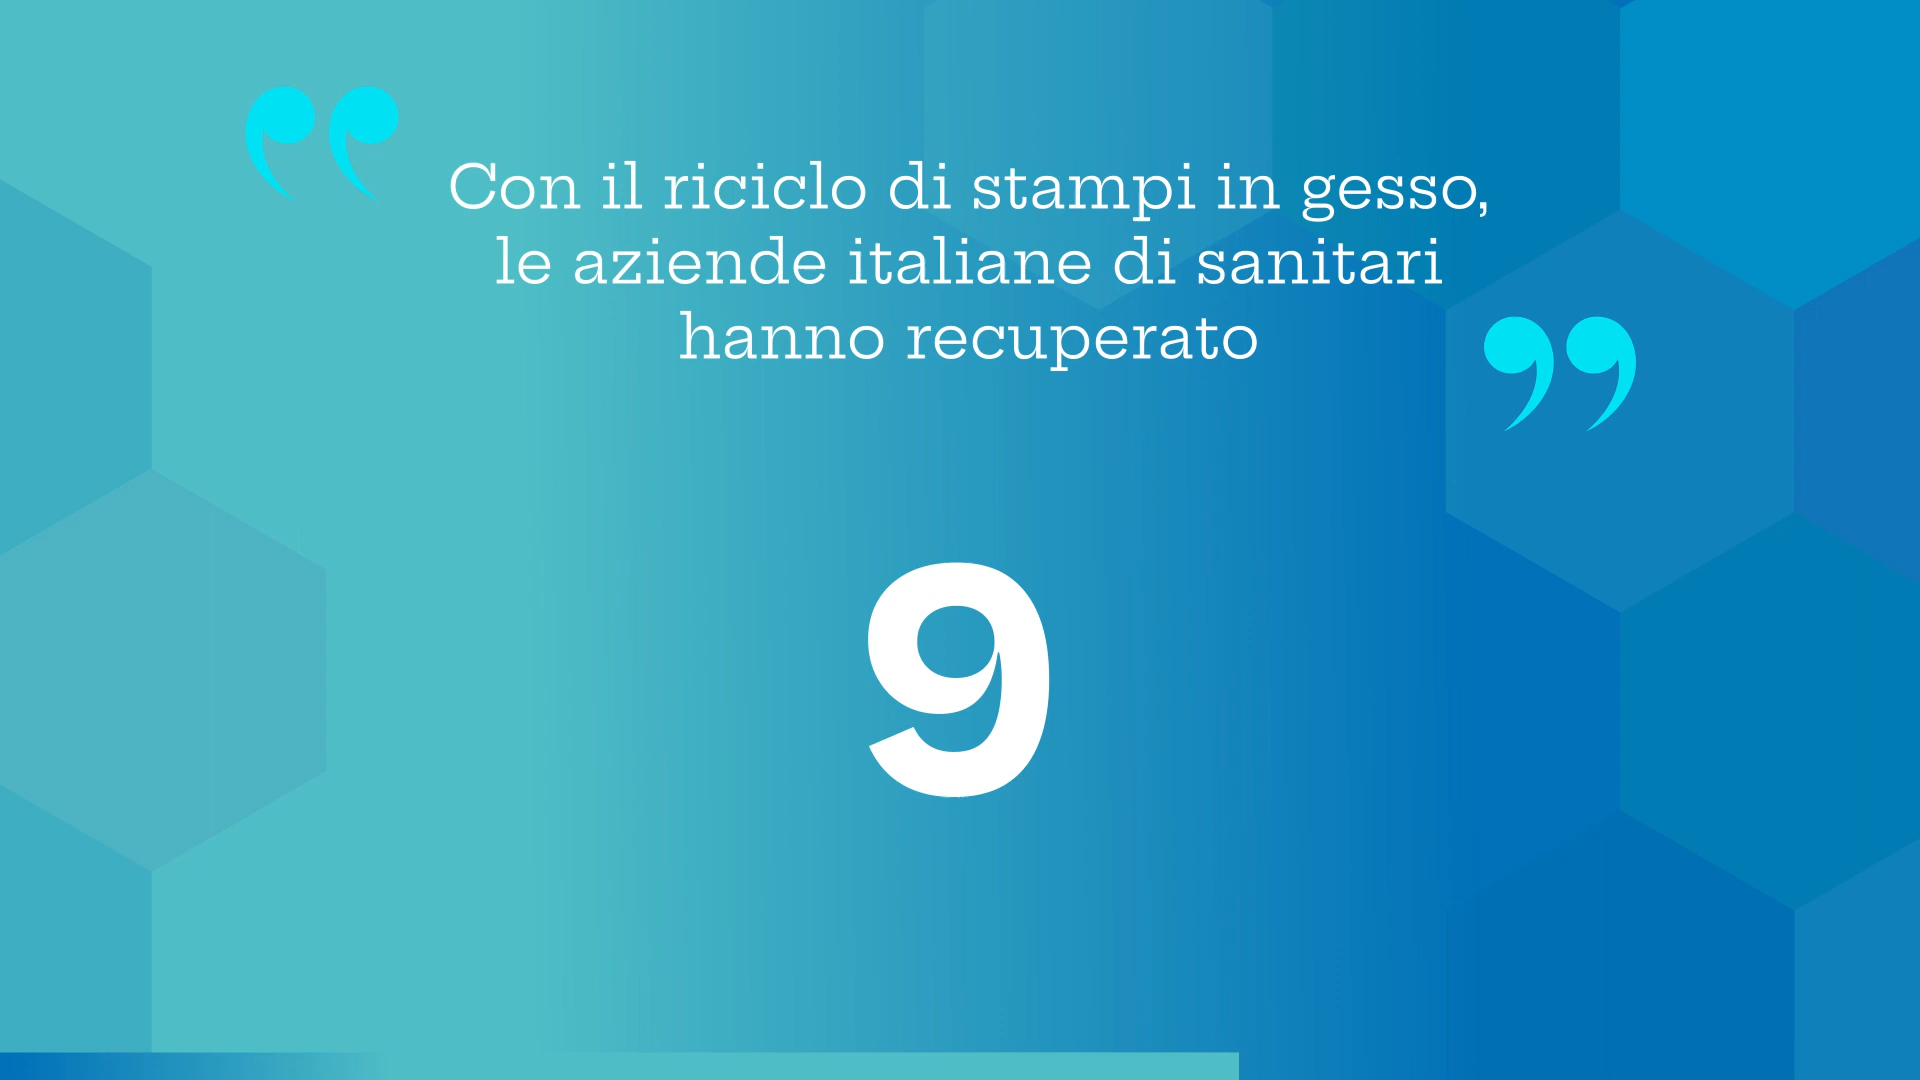 “Con il riciclo di stampi in gesso,
le aziende italiane di sanitari
hanno recuperato”
9